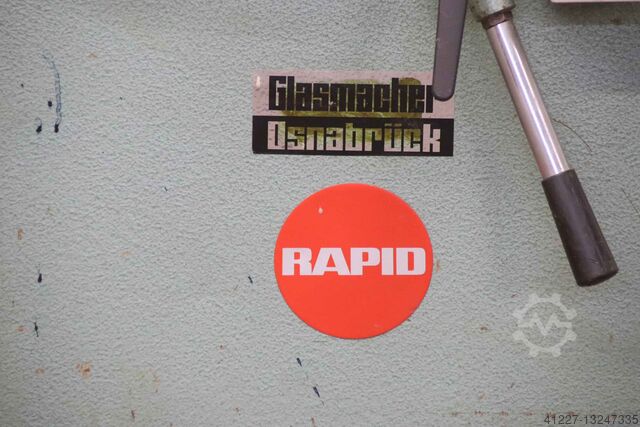 Glasmacher
Osnabrück
RAPID
41227-13247335